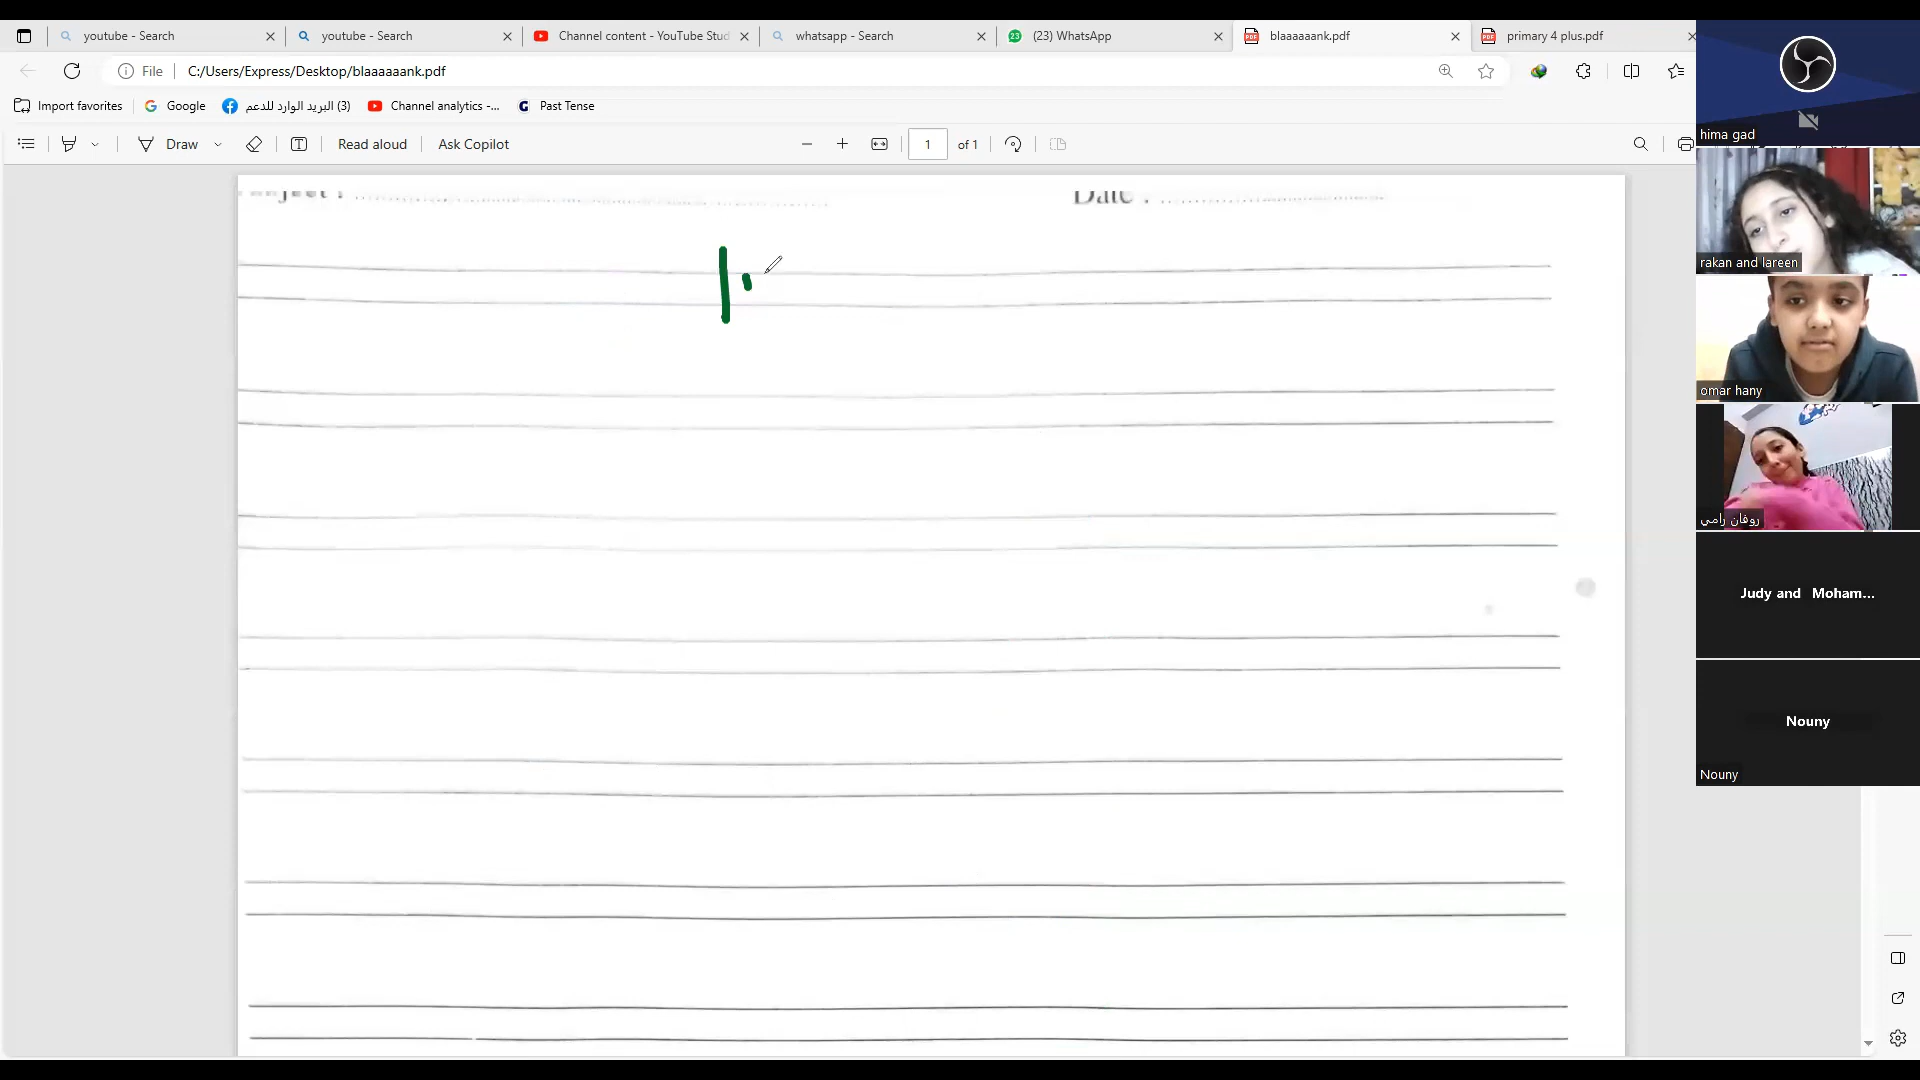 youtube - Search
youtube - Search
Channel content - YouTube Stud
whatsapp - Search
23
(23) WhatsApp
blaaaaaank.pdf
primary 4 plus.pdf
File
C:/Users/Express/Desktop/blaaaaaank.pdf
Import favorites
Google
(3) البريد الوارد للدعم
Channel analytics -...
Past Tense
Draw
Read aloud
Ask Copilot
1
of 1
Date :
hima gad
rakan and lareen
omar hany
روفان رامي
Judy and Moham...
Nouny
Nouny